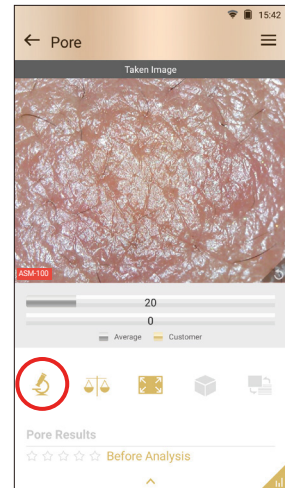 15:42
Pore
Taken Image
ASM-100
20
0
Average Customer
Pore Results
Before Analysis